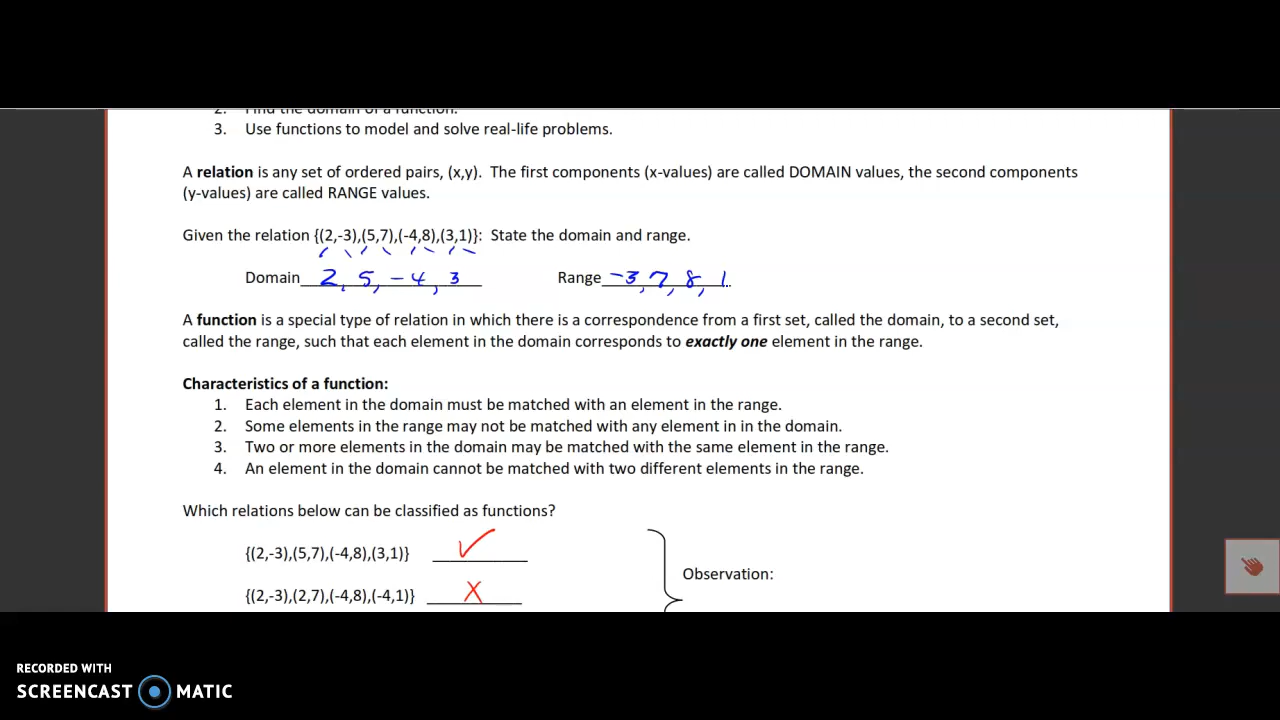 2. Find the domain of a function.
3. Use functions to model and solve real-life problems.
A relation is any set of ordered pairs, (x,y). The first components (x-values) are called DOMAIN values, the second components
(y-values) are called RANGE values.
Given the relation {(2,-3),(5,7),(-4,8),(3,1)}: State the domain and range.
Domain 2, 5, -4, 3 Range -3, 7, 8, 1
A function is a special type of relation in which there is a correspondence from a first set, called the domain, to a second set,
called the range, such that each element in the domain corresponds to exactly one element in the range.
Characteristics of a function:
1. Each element in the domain must be matched with an element in the range.
2. Some elements in the range may not be matched with any element in in the domain.
3. Two or more elements in the domain may be matched with the same element in the range.
4. An element in the domain cannot be matched with two different elements in the range.
Which relations below can be classified as functions?
{(2,-3),(5,7),(-4,8),(3,1)} ✓
Observation:
{(2,-3),(2,7),(-4,8),(-4,1)} X
RECORDED WITH
SCREENCAST MATIC